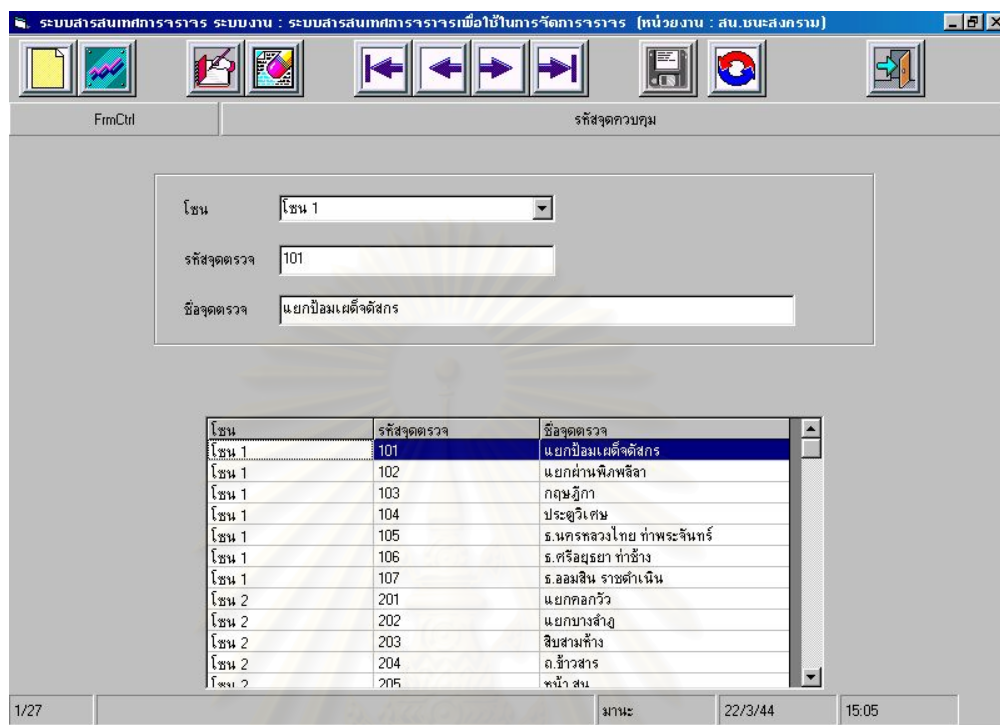 ระบบสารสนเทศการจราจร ระบบงาน : ระบบสารสนเทศการจราจรเพื่อใช้ในการจัดการจราจร (หน่วยงาน : สน.ชนะสงคราม)
FrmCtrl รหัสจุดควบคุม
โซน โซน 1
รหัสจุดตรวจ 101
ชื่อจุดตรวจ แยกป้อมเผด็จดัสกร
โซน รหัสจุดตรวจ ชื่อจุดตรวจ
โซน 1 101 แยกป้อมเผด็จดัสกร
โซน 1 102 แยกผ่านพิภพลีลา
โซน 1 103 กฤษฎีกา
โซน 1 104 ประตูวิเศษ
โซน 1 105 ธ.นครหลวงไทย ท่าพระจันทร์
โซน 1 106 ธ.ศรีอยุธยา ท่าช้าง
โซน 1 107 ธ.ออมสิน ราชดำเนิน
โซน 2 201 แยกคอกวัว
โซน 2 202 แยกบางลำภู
โซน 2 203 สิบสามห้าง
โซน 2 204 ถ.ข้าวสาร
โซน 2 205 หน้า สน
1/27 มานะ 22/3/44 15:05